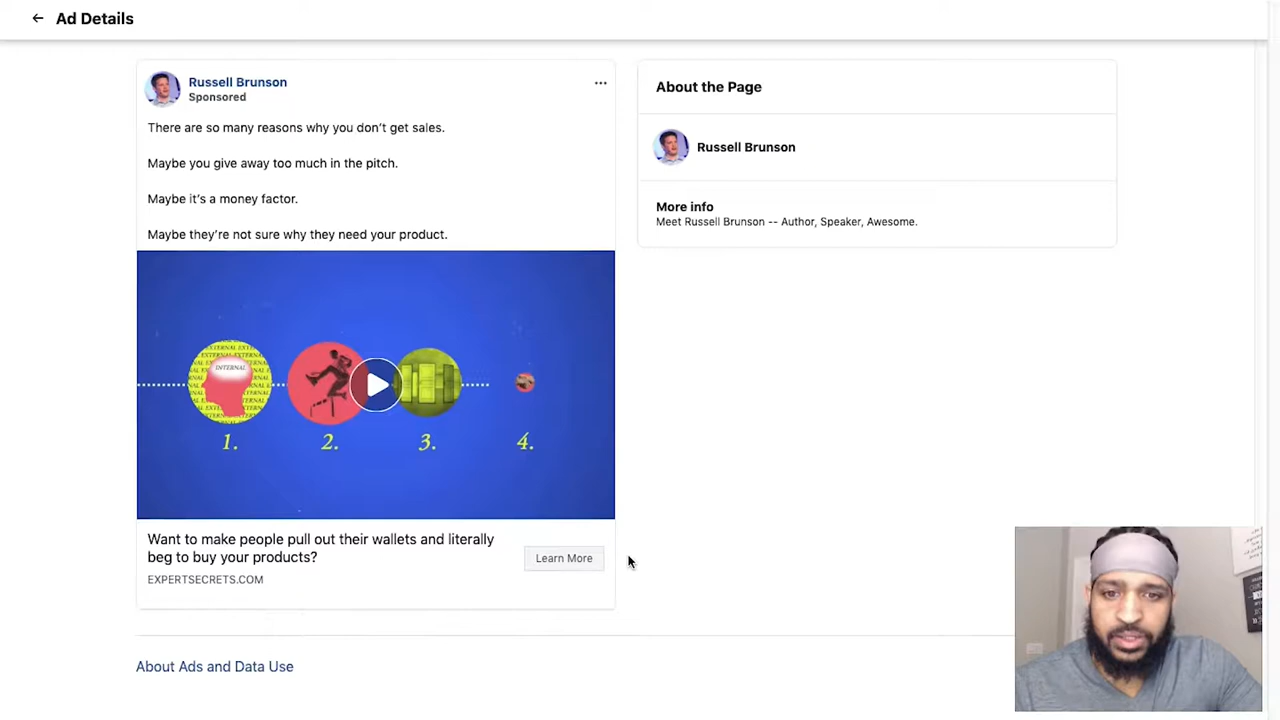 ← Ad Details
Russell Brunson
Sponsored
There are so many reasons why you don’t get sales.
Maybe you give away too much in the pitch.
Maybe it’s a money factor.
Maybe they’re not sure why they need your product.
INTERNAL
1. 2. 3. 4.
Want to make people pull out their wallets and literally
beg to buy your products?
Learn More
EXPERTSECRETS.COM
About the Page
Russell Brunson
More info
Meet Russell Brunson -- Author, Speaker, Awesome.
About Ads and Data Use